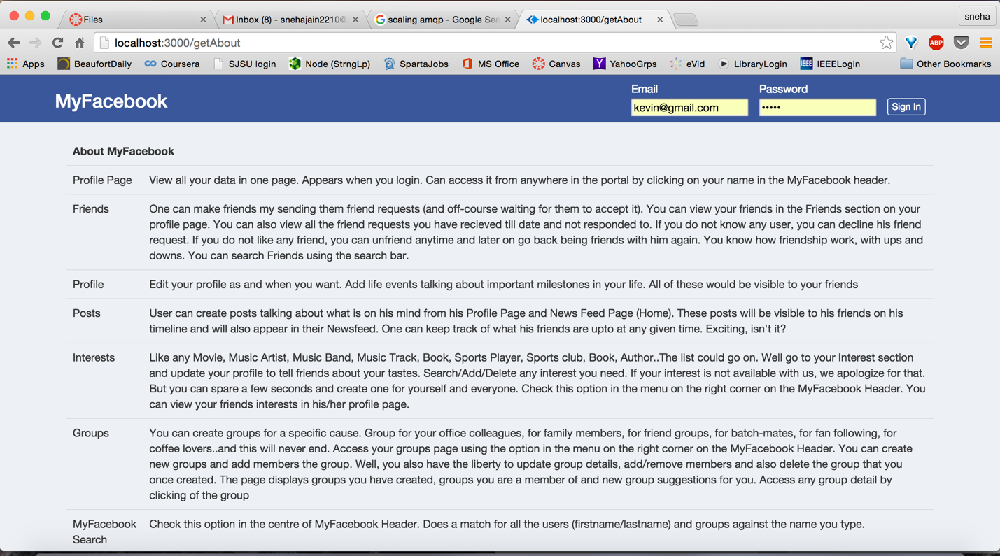 Files
Inbox (8) - snehajain2210@
scaling amqp - Google Sea
localhost:3000/getAbout
sneha
localhost:3000/getAbout
ABP
Apps BeaufortDaily Coursera SJSU login Node (StrngLp) SpartaJobs MS Office Canvas YahooGrps eVid LibraryLogin IEEE IEEELogin Other Bookmarks
Email Password
MyFacebook kevin@gmail.com ••••• Sign In
About MyFacebook
Profile Page View all your data in one page. Appears when you login. Can access it from anywhere in the portal by clicking on your name in the MyFacebook header.
Friends One can make friends my sending them friend requests (and off-course waiting for them to accept it). You can view your friends in the Friends section on your
profile page. You can also view all the friend requests you have recieved till date and not responded to. If you do not know any user, you can decline his friend
request. If you do not like any friend, you can unfriend anytime and later on go back being friends with him again. You know how friendship work, with ups and
downs. You can search Friends using the search bar.
Profile Edit your profile as and when you want. Add life events talking about important milestones in your life. All of these would be visible to your friends
Posts User can create posts talking about what is on his mind from his Profile Page and News Feed Page (Home). These posts will be visible to his friends on his
timeline and will also appear in their Newsfeed. One can keep track of what his friends are upto at any given time. Exciting, isn't it?
Interests Like any Movie, Music Artist, Music Band, Music Track, Book, Sports Player, Sports club, Book, Author..The list could go on. Well go to your Interest section
and update your profile to tell friends about your tastes. Search/Add/Delete any interest you need. If your interest is not available with us, we apologize for that.
But you can spare a few seconds and create one for yourself and everyone. Check this option in the menu on the right corner on the MyFacebook Header. You
can view your friends interests in his/her profile page.
Groups You can create groups for a specific cause. Group for your office colleagues, for family members, for friend groups, for batch-mates, for fan following, for
coffee lovers..and this will never end. Access your groups page using the option in the menu on the right corner on the MyFacebook Header. You can create
new groups and add members the group. Well, you also have the liberty to update group details, add/remove members and also delete the group that you
once created. The page displays groups you have created, groups you are a member of and new group suggestions for you. Access any group detail by
clicking of the group
MyFacebook Check this option in the centre of MyFacebook Header. Does a match for all the users (firstname/lastname) and groups against the name you type.
Search